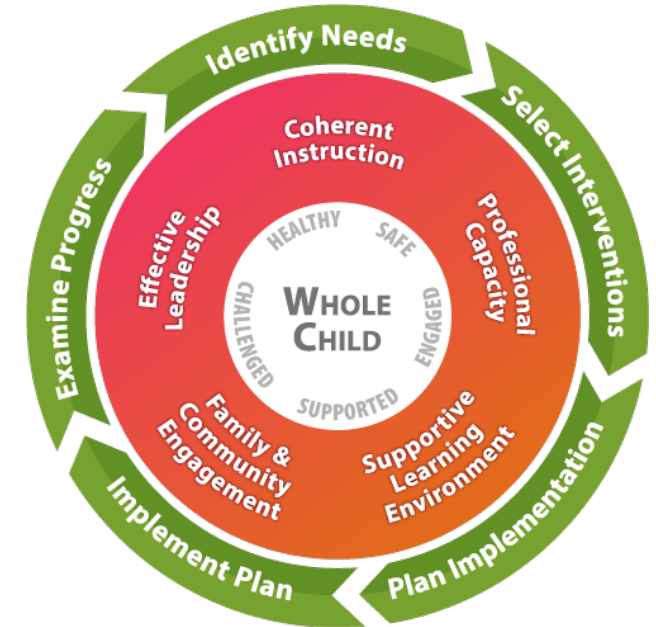 Identify Needs
Select Interventions
Plan Implementation
Implement Plan
Examine Progress
Coherent
Instruction
Professional
Capacity
Supportive
Learning
Environment
Family &
Community
Engagement
Effective
Leadership
HEALTHY
SAFE
ENGAGED
SUPPORTED
CHALLENGED
WHOLE
CHILD